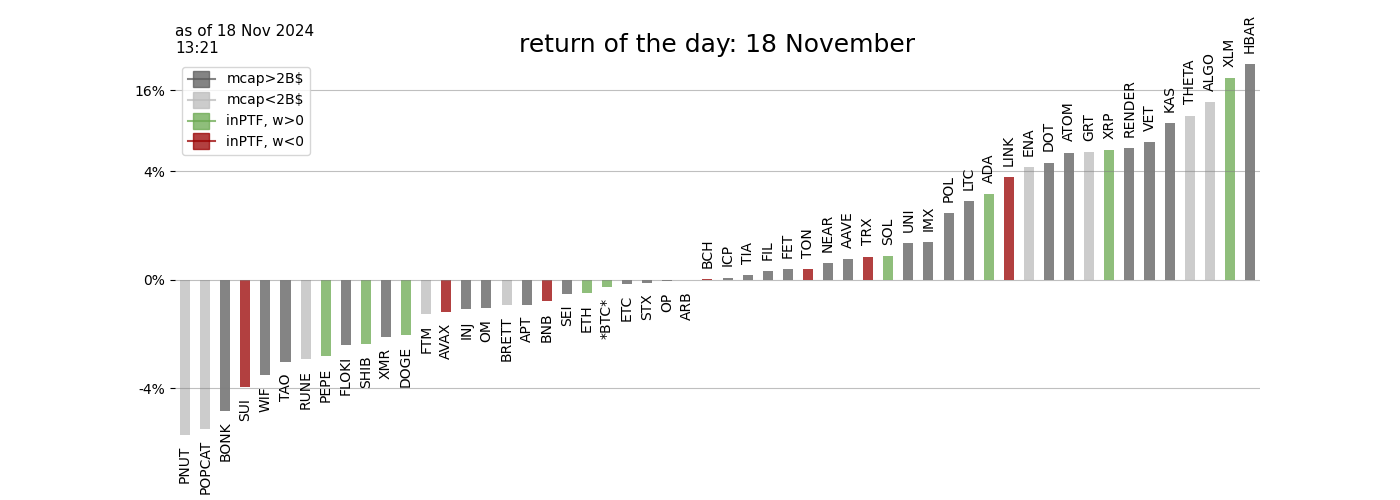 as of 18 Nov 2024
13:21
return of the day: 18 November
mcap>2B$
mcap<2B$
inPTF, w>0
inPTF, w<0
16%
4%
0%
-4%
PNUT
POPCAT
BONK
SUI
WIF
TAO
RUNE
PEPE
FLOKI
SHIB
XMR
DOGE
FTM
AVAX
INJ
OM
BRETT
APT
BNB
SEI
ETH
*BTC*
ETC
STX
OP
ARB
BCH
ICP
TIA
FIL
FET
TON
NEAR
AAVE
TRX
SOL
UNI
IMX
POL
LTC
ADA
LINK
ENA
DOT
ATOM
GRT
XRP
RENDER
VET
KAS
THETA
ALGO
XLM
HBAR